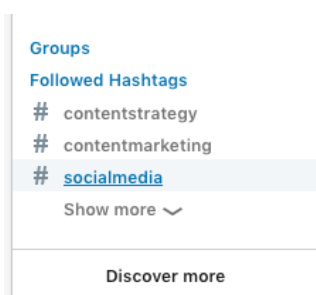 Groups
Followed Hashtags
# contentstrategy
# contentmarketing
# socialmedia
Show more
Discover more